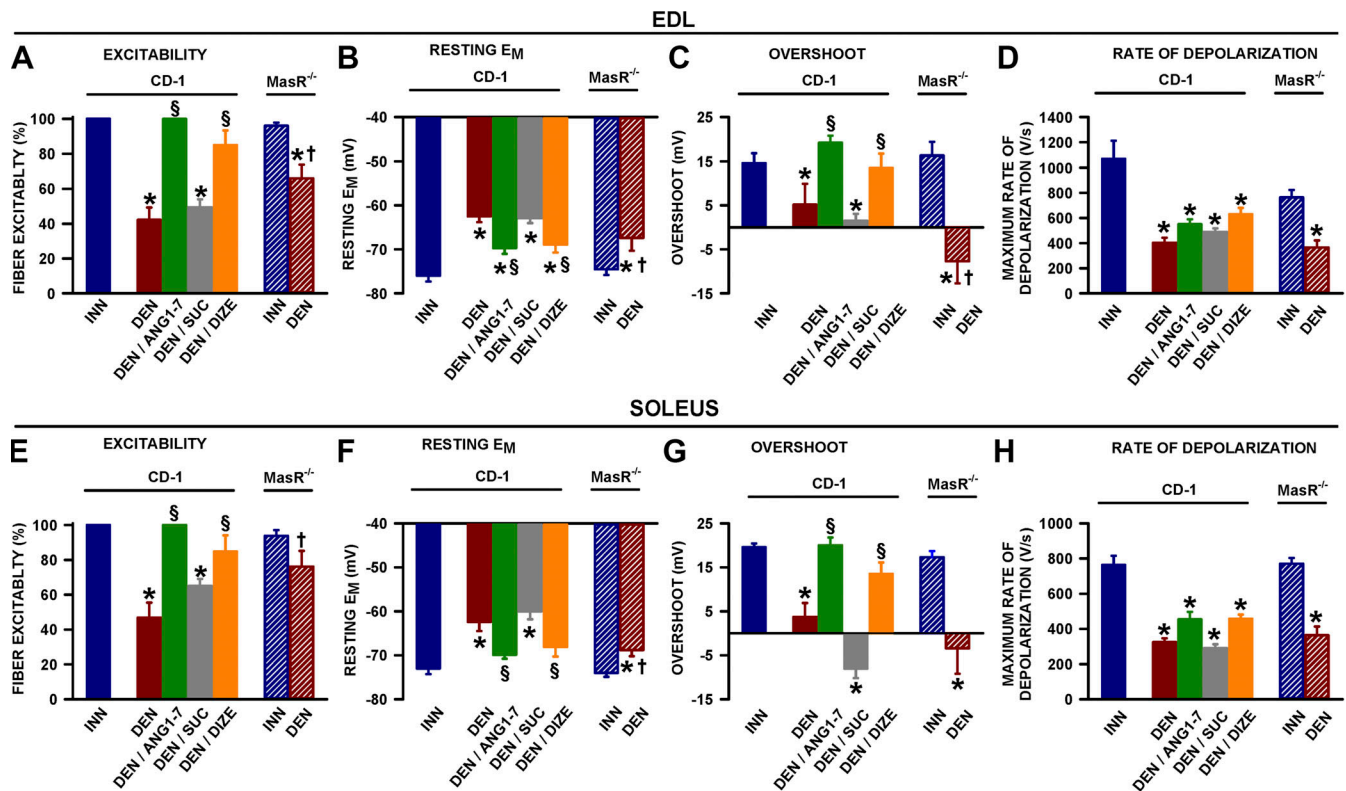 EDL
A EXCITABILITY
CD-1 MasR-/-
FIBER EXCITABLTY (%)
100
80
60
40
20
0
* § * § *†
INN DEN DEN / ANG1-7 DEN / SUC DEN / DIZE INN DEN
B RESTING EM
CD-1 MasR-/-
RESTING EM (mV)
-40
-50
-60
-70
-80
* *§ * *§ *†
INN DEN DEN / ANG1-7 DEN / SUC DEN / DIZE INN DEN
C OVERSHOOT
CD-1 MasR-/-
OVERSHOOT (mV)
25
15
5
-5
-15
* § * § *†
INN DEN DEN / ANG1-7 DEN / SUC DEN / DIZE INN DEN
D RATE OF DEPOLARIZATION
CD-1 MasR-/-
MAXIMUM RATE OF
DEPOLARIZATION (V/s)
1400
1200
1000
800
600
400
200
0
* * * * *
INN DEN DEN / ANG1-7 DEN / SUC DEN / DIZE INN DEN
SOLEUS
E EXCITABILITY
CD-1 MasR-/-
FIBER EXCITABLTY (%)
100
80
60
40
20
0
* § * § †
INN DEN DEN / ANG1-7 DEN / SUC DEN / DIZE INN DEN
F RESTING EM
CD-1 MasR-/-
RESTING EM (mV)
-40
-50
-60
-70
-80
* § * § *†
INN DEN DEN / ANG1-7 DEN / SUC DEN / DIZE INN DEN
G OVERSHOOT
CD-1 MasR-/-
OVERSHOOT (mV)
25
15
5
-5
-15
* § * § *
INN DEN DEN / ANG1-7 DEN / SUC DEN / DIZE INN DEN
H RATE OF DEPOLARIZATION
CD-1 MasR-/-
MAXIMUM RATE OF
DEPOLARIZATION (V/s)
1000
800
600
400
200
0
* * * * *
INN DEN DEN / ANG1-7 DEN / SUC DEN / DIZE INN DEN